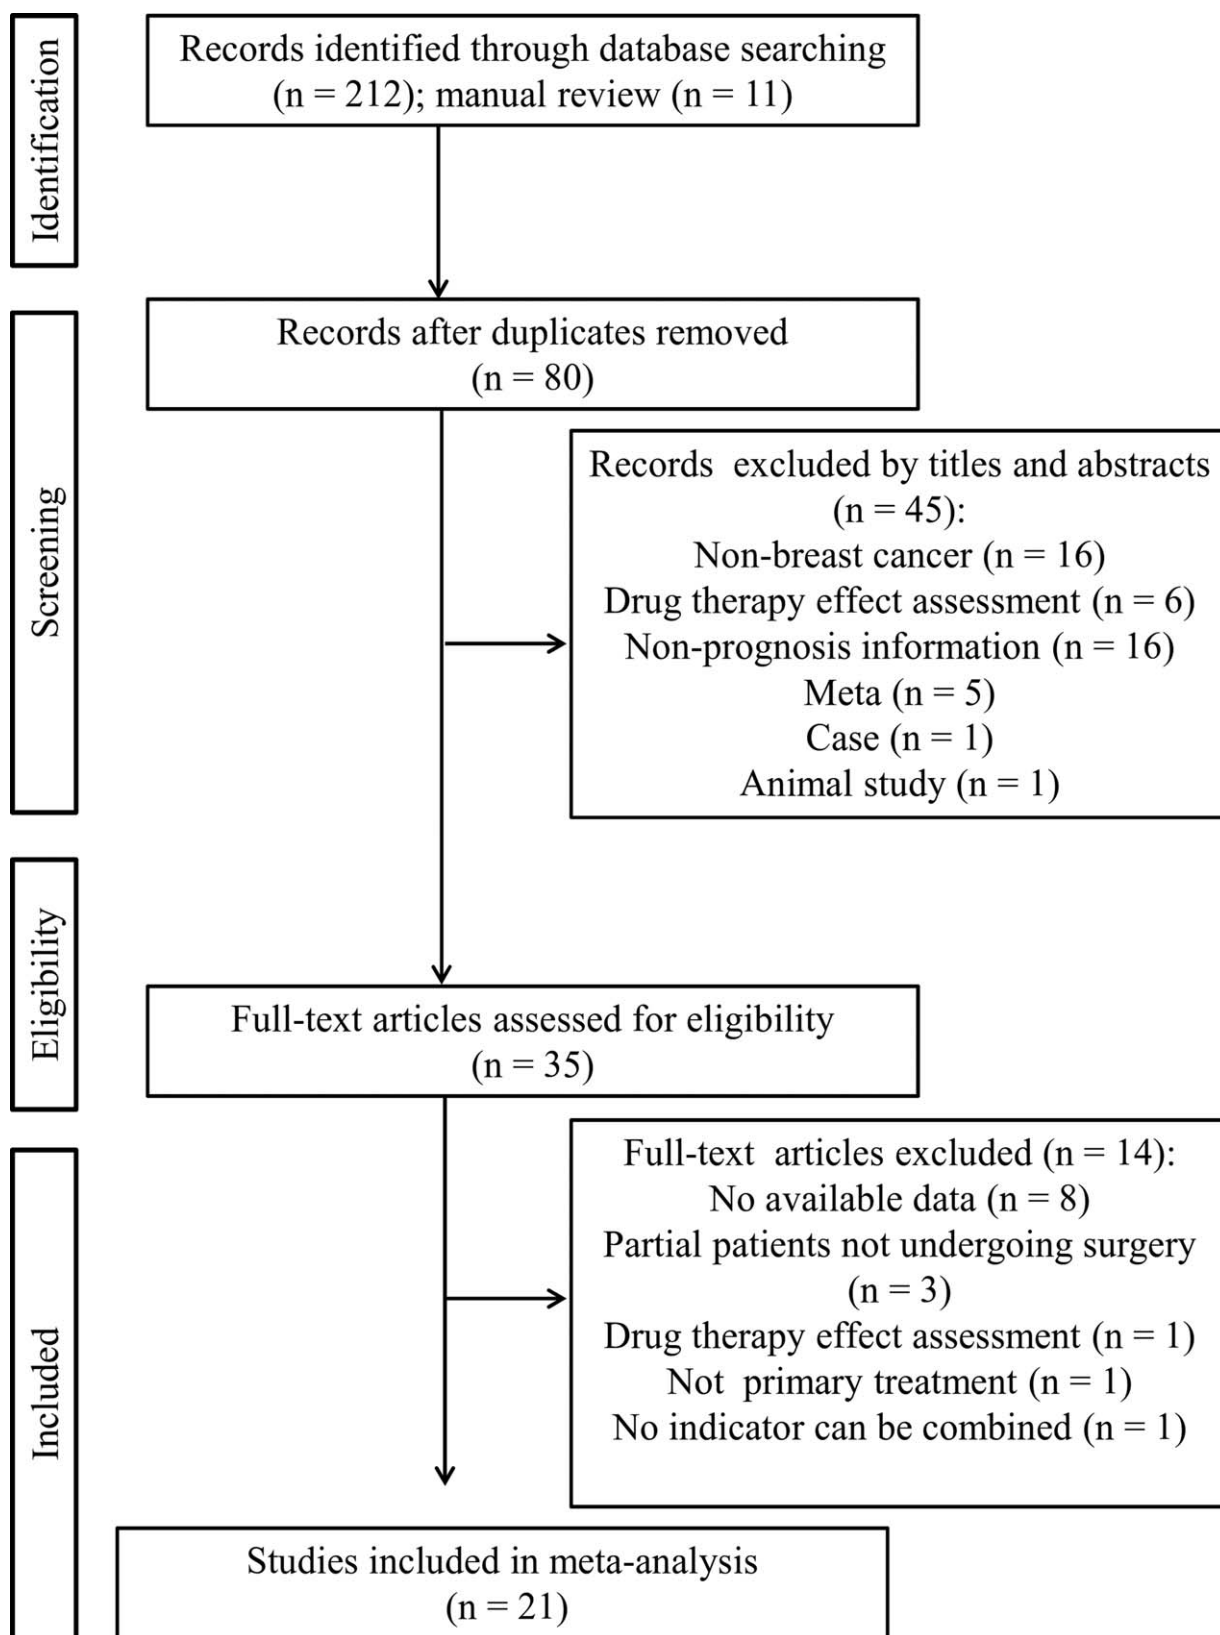 Identification
Records identified through database searching
(n = 212); manual review (n = 11)
Screening
Records after duplicates removed
(n = 80)
Records excluded by titles and abstracts
(n = 45):
Non-breast cancer (n = 16)
Drug therapy effect assessment (n = 6)
Non-prognosis information (n = 16)
Meta (n = 5)
Case (n = 1)
Animal study (n = 1)
Eligibility
Full-text articles assessed for eligibility
(n = 35)
Included
Full-text articles excluded (n = 14):
No available data (n = 8)
Partial patients not undergoing surgery
(n = 3)
Drug therapy effect assessment (n = 1)
Not primary treatment (n = 1)
No indicator can be combined (n = 1)
Studies included in meta-analysis
(n = 21)